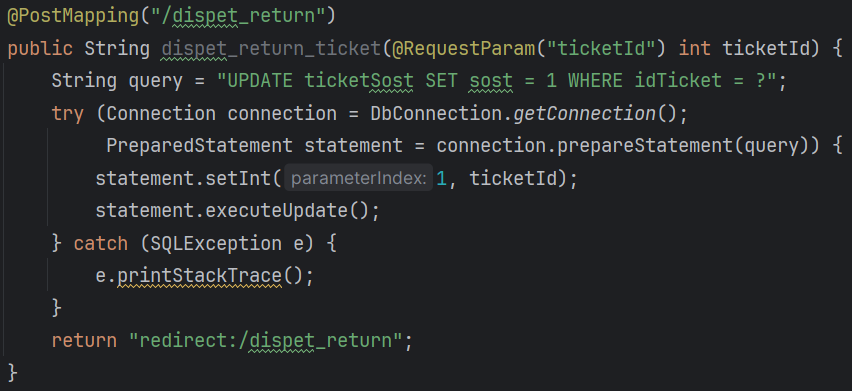 @PostMapping("/dispet_return")
public String dispet_return_ticket(@RequestParam("ticketId") int ticketId) {
    String query = "UPDATE ticketSost SET sost = 1 WHERE idTicket = ?";
    try (Connection connection = DbConnection.getConnection();
         PreparedStatement statement = connection.prepareStatement(query)) {
        statement.setInt( parameterIndex: 1, ticketId);
        statement.executeUpdate();
    } catch (SQLException e) {
        e.printStackTrace();
    }
    return "redirect:/dispet_return";
}